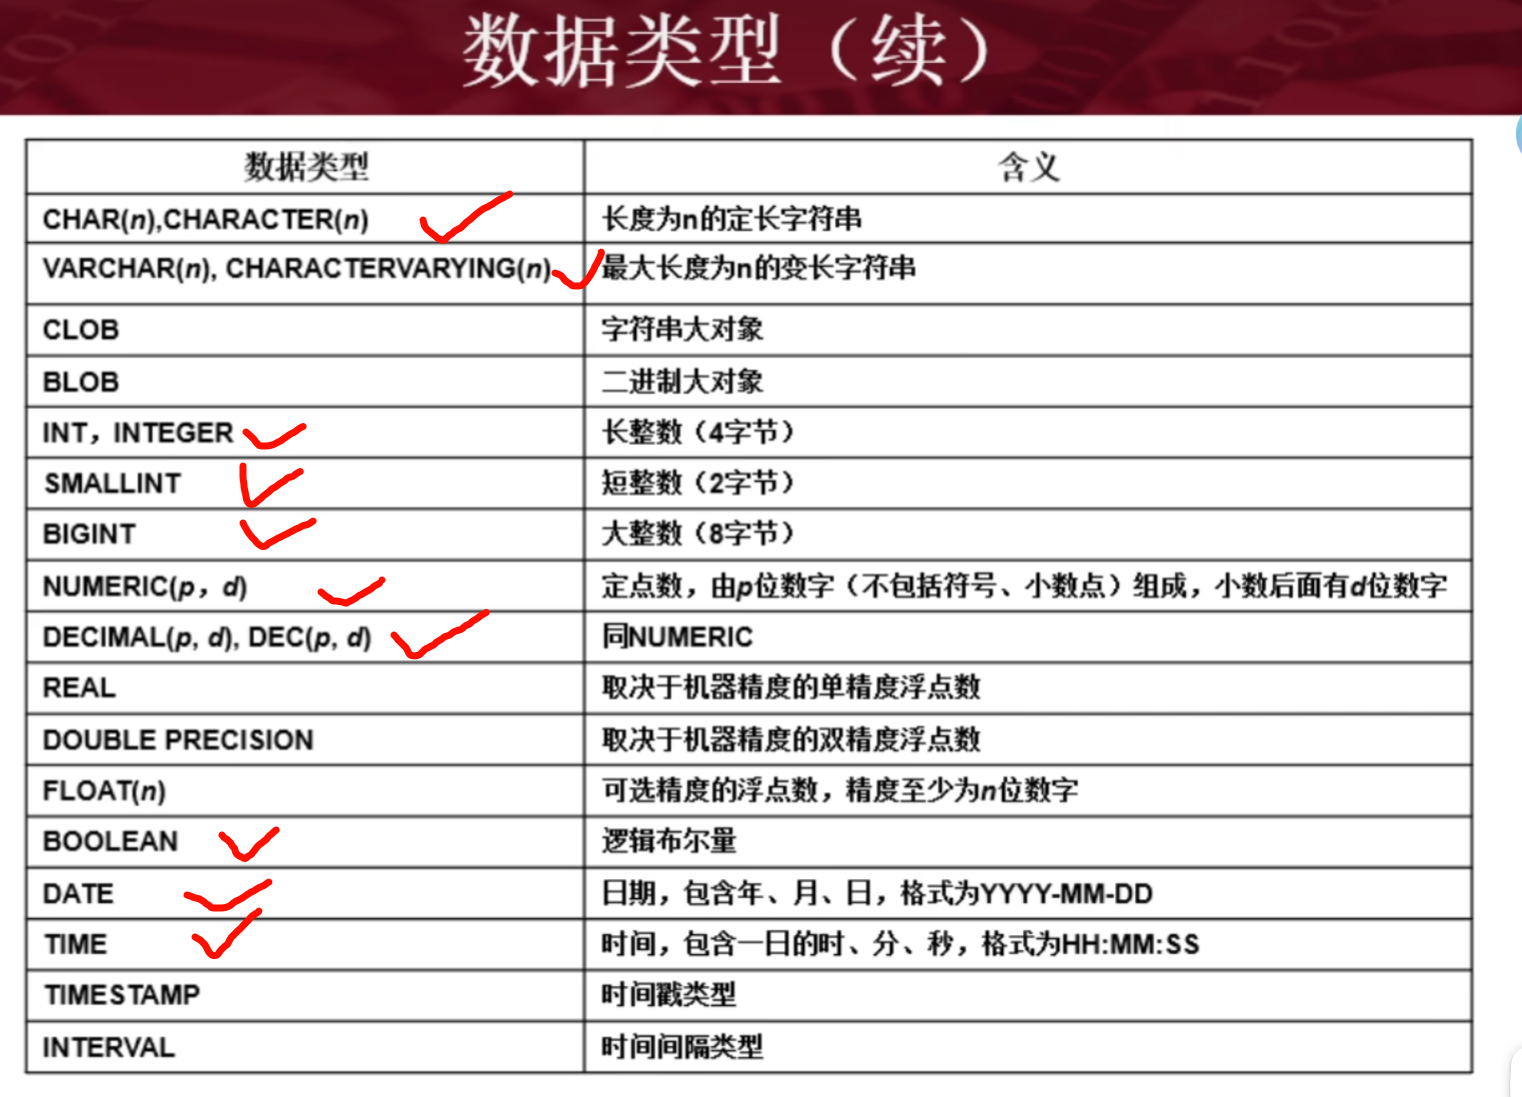 数据类型（续）
数据类型 含义
CHAR(n),CHARACTER(n) 长度为n的定长字符串
VARCHAR(n), CHARACTERVARYING(n) 最大长度为n的变长字符串
CLOB 字符串大对象
BLOB 二进制大对象
INT，INTEGER 长整数（4字节）
SMALLINT 短整数（2字节）
BIGINT 大整数（8字节）
NUMERIC(p，d) 定点数，由p位数字（不包括符号、小数点）组成，小数后面有d位数字
DECIMAL(p, d), DEC(p, d) 同NUMERIC
REAL 取决于机器精度的单精度浮点数
DOUBLE PRECISION 取决于机器精度的双精度浮点数
FLOAT(n) 可选精度的浮点数，精度至少为n位数字
BOOLEAN 逻辑布尔量
DATE 日期，包含年、月、日，格式为YYYY-MM-DD
TIME 时间，包含一日的时、分、秒，格式为HH:MM:SS
TIMESTAMP 时间戳类型
INTERVAL 时间间隔类型